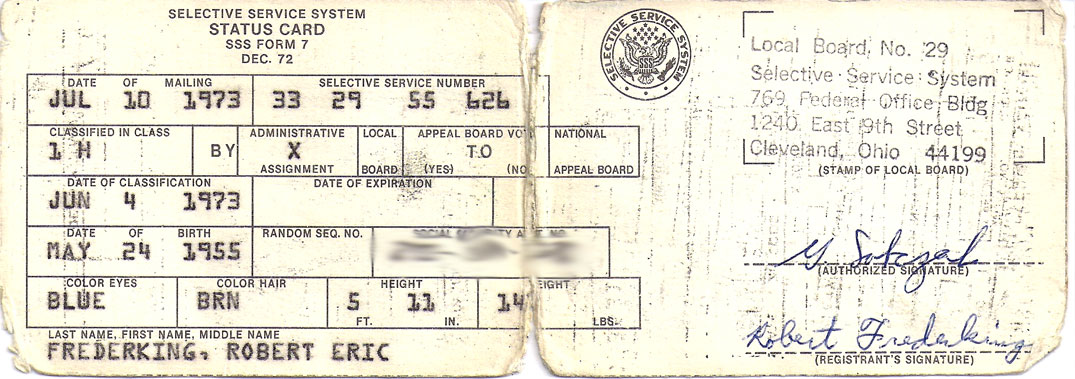 SELECTIVE SERVICE SYSTEM
STATUS CARD
SSS FORM 7
DEC. 72
DATE OF MAILING SELECTIVE SERVICE NUMBER
JUL 10 1973 33 29 55 626
CLASSIFIED IN CLASS BY ADMINISTRATIVE LOCAL APPEAL BOARD VO NATIONAL
1 H X TO
ASSIGNMENT BOARD (YES) (NO APPEAL BOARD
DATE OF CLASSIFICATION DATE OF EXPIRATION
JUN 4 1973
DATE OF BIRTH RANDOM SEQ. NO.
MAY 24 1955
COLOR EYES COLOR HAIR HEIGHT EIGHT
BLUE BRN 5 11 14
FT. IN. LBS.
LAST NAME, FIRST NAME, MIDDLE NAME
FREDERKING, ROBERT ERIC
SELECTIVE SERVICE SYSTEM
SSS
Local Board No. 29
Selective Service System
769 Federal Office Bldg
1240 East 9th Street
Cleveland, Ohio 44199
(STAMP OF LOCAL BOARD)
(AUTHORIZED SIGNATURE)
Robert Frederking
(REGISTRANT'S SIGNATURE)